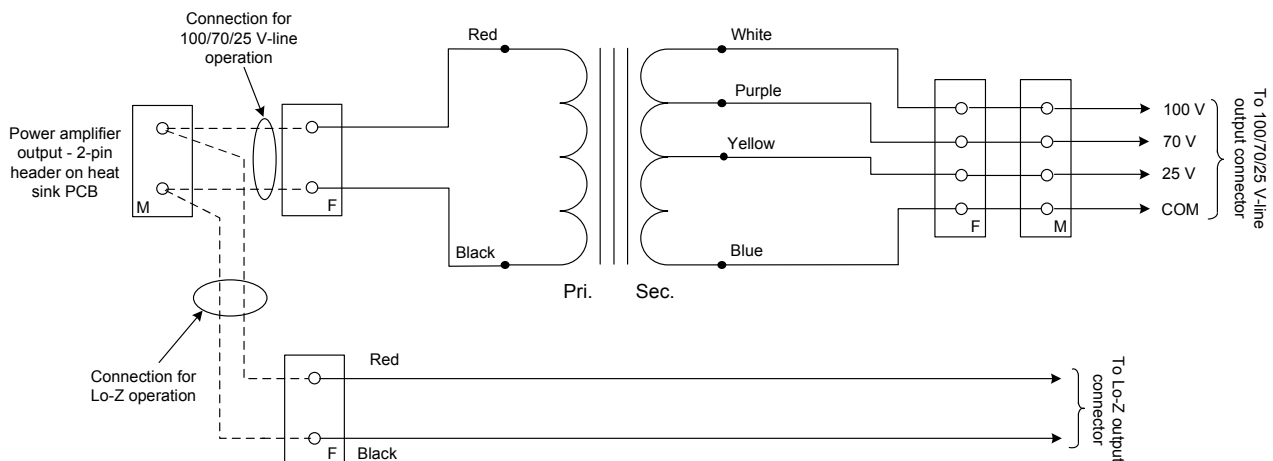 Connection for
100/70/25 V-line
operation
Red
White
Purple
Yellow
Blue
Black
Pri.
Sec.
Power amplifier
output - 2-pin
header on heat
sink PCB
M
F
F
M
100 V
70 V
25 V
COM
To 100/70/25 V-line
output connector
Connection for
Lo-Z operation
Red
Black
F
To Lo-Z output
connector